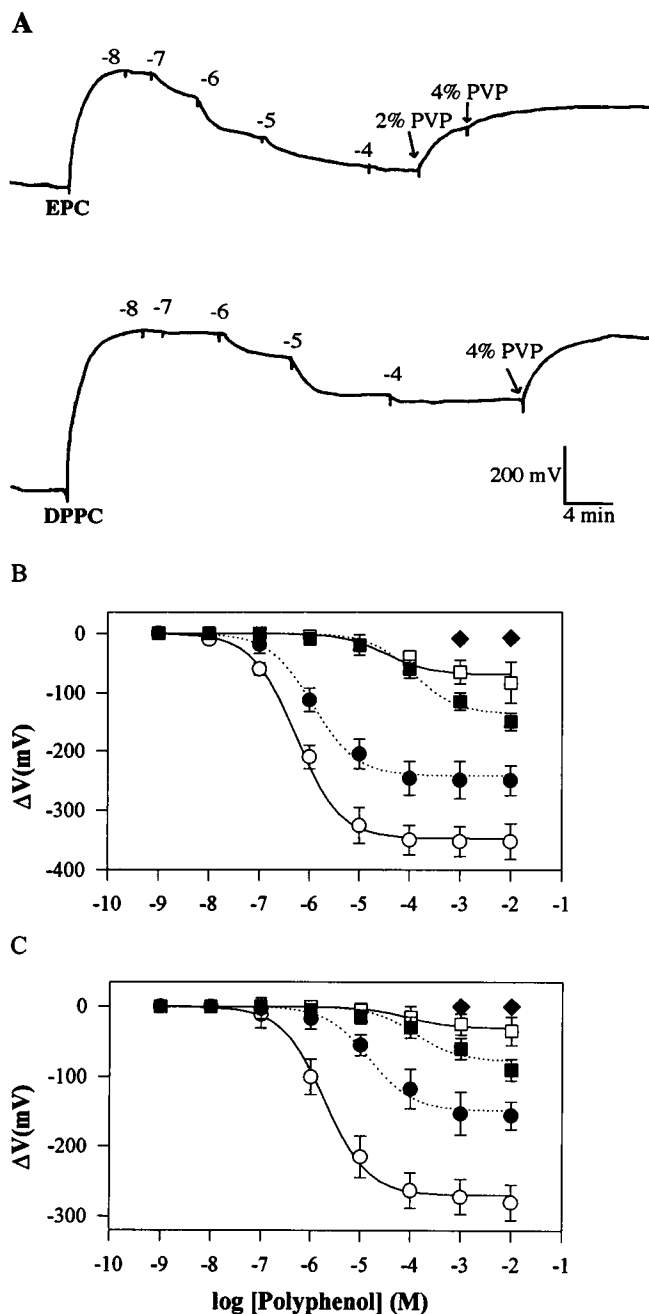 A
-8 -7 -6 -5 -4 2% PVP 4% PVP
EPC
-8 -7 -6 -5 -4 4% PVP
DPPC
200 mV
4 min
B
0
-100
-200
-300
-400
ΔV(mV)
-10 -9 -8 -7 -6 -5 -4 -3 -2 -1
C
0
-100
-200
-300
ΔV(mV)
-10 -9 -8 -7 -6 -5 -4 -3 -2 -1
log [Polyphenol] (M)